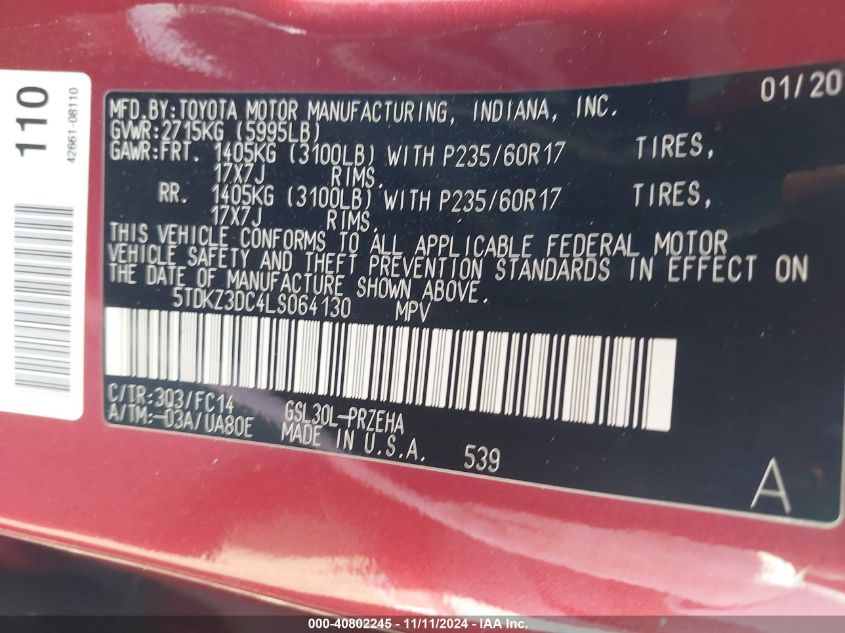 110
42661-08110
01/20
MFD.BY:TOYOTA MOTOR MANUFACTURING, INDIANA, INC.
GVWR:2715KG (5995LB)
GAWR:FRT. 1405KG (3100LB) WITH P235/60R17 TIRES,
17X7J RIMS.
RR. 1405KG (3100LB) WITH P235/60R17 TIRES,
17X7J RIMS.
THIS VEHICLE CONFORMS TO ALL APPLICABLE FEDERAL MOTOR
VEHICLE SAFETY AND THEFT PREVENTION STANDARDS IN EFFECT ON
THE DATE OF MANUFACTURE SHOWN ABOVE.
5TDKZ3DC4LS064130 MPV
C/TR:3Q3/FC14
A/TM:-03A/UA80E
GSL30L-PRZEHA
MADE IN U.S.A.
539
A
000-40802245 - 11/11/2024 - IAA Inc.